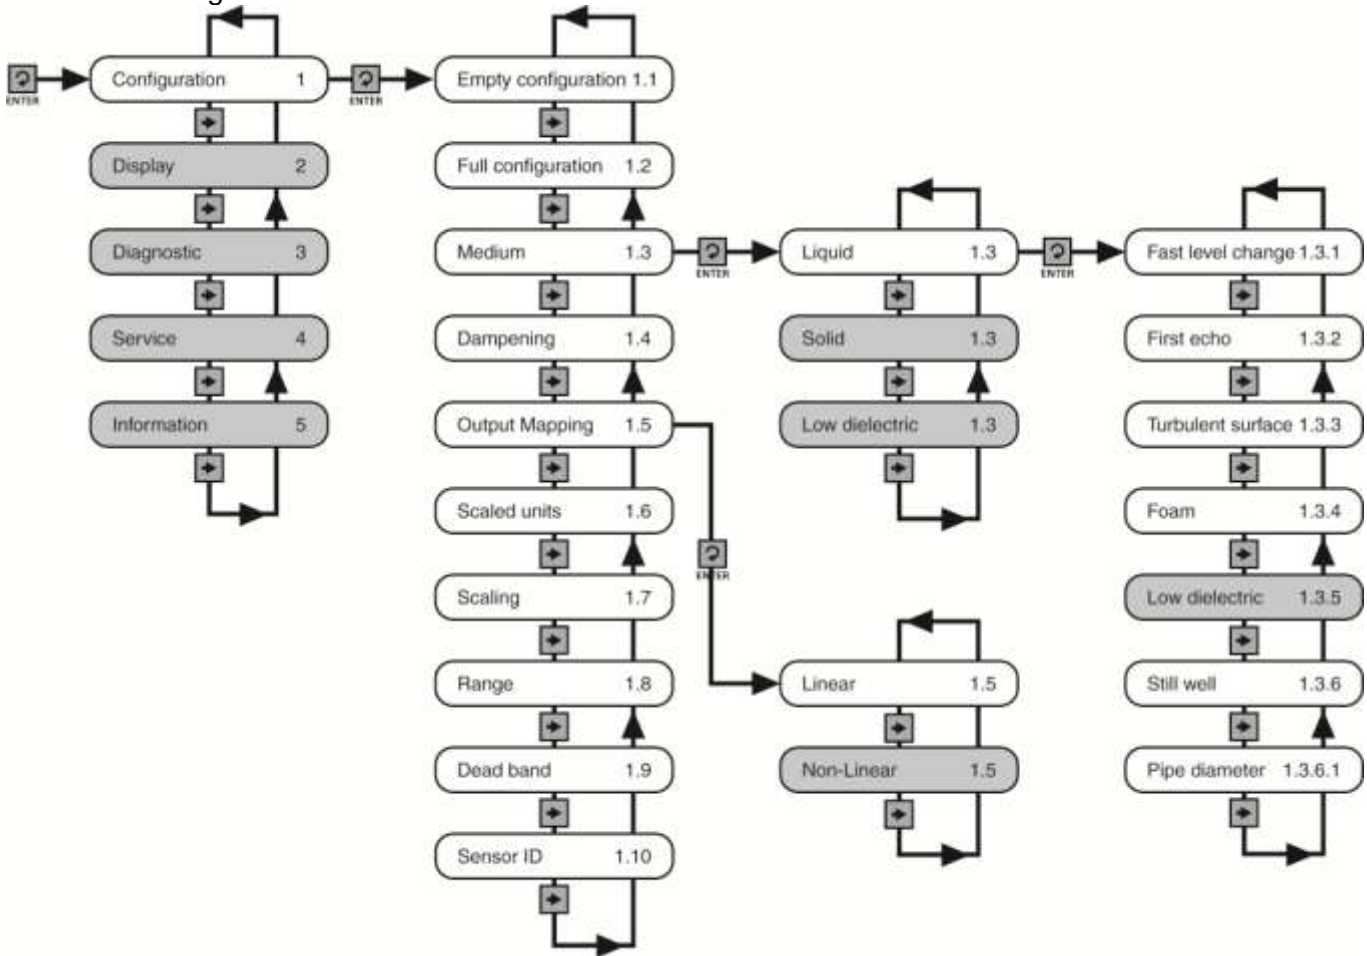 Configuration 1
ENTER
ENTER
Display 2
Diagnostic 3
Service 4
Information 5
Empty configuration 1.1
Full configuration 1.2
Medium 1.3
Dampening 1.4
Output Mapping 1.5
Scaled units 1.6
Scaling 1.7
Range 1.8
Dead band 1.9
Sensor ID 1.10
ENTER
Liquid 1.3
Solid 1.3
Low dielectric 1.3
ENTER
Linear 1.5
Non-Linear 1.5
ENTER
Fast level change 1.3.1
First echo 1.3.2
Turbulent surface 1.3.3
Foam 1.3.4
Low dielectric 1.3.5
Still well 1.3.6
Pipe diameter 1.3.6.1